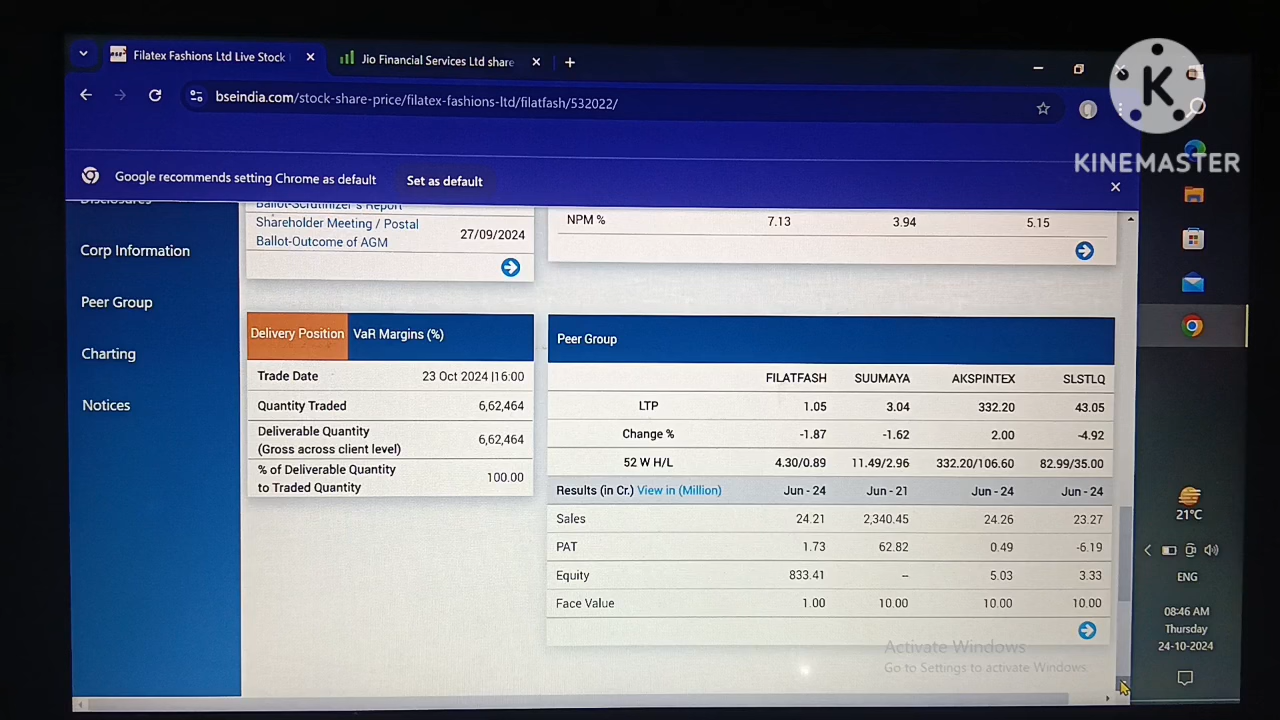 Filatex Fashions Ltd Live Stock
Jio Financial Services Ltd share
bseindia.com/stock-share-price/filatex-fashions-ltd/filatfash/532022/
K
KINEMASTER
Google recommends setting Chrome as default
Set as default
Disclosures
Corp Information
Peer Group
Charting
Notices
Ballot-Scrutinizer's Report
Shareholder Meeting / Postal
Ballot-Outcome of AGM 27/09/2024
NPM % 7.13 3.94 5.15
Delivery Position VaR Margins (%)
Trade Date 23 Oct 2024 |16:00
Quantity Traded 6,62,464
Deliverable Quantity
(Gross across client level) 6,62,464
% of Deliverable Quantity
to Traded Quantity 100.00
Peer Group
FILATFASH SUUMAYA AKSPINTEX SLSTLQ
LTP 1.05 3.04 332.20 43.05
Change % -1.87 -1.62 2.00 -4.92
52 W H/L 4.30/0.89 11.49/2.96 332.20/106.60 82.99/35.00
Results (in Cr.) View in (Million) Jun - 24 Jun - 21 Jun - 24 Jun - 24
Sales 24.21 2,340.45 24.26 23.27
PAT 1.73 62.82 0.49 -6.19
Equity 833.41 -- 5.03 3.33
Face Value 1.00 10.00 10.00 10.00
Activate Windows
Go to Settings to activate Windows.
21°C
ENG
08:46 AM
Thursday
24-10-2024